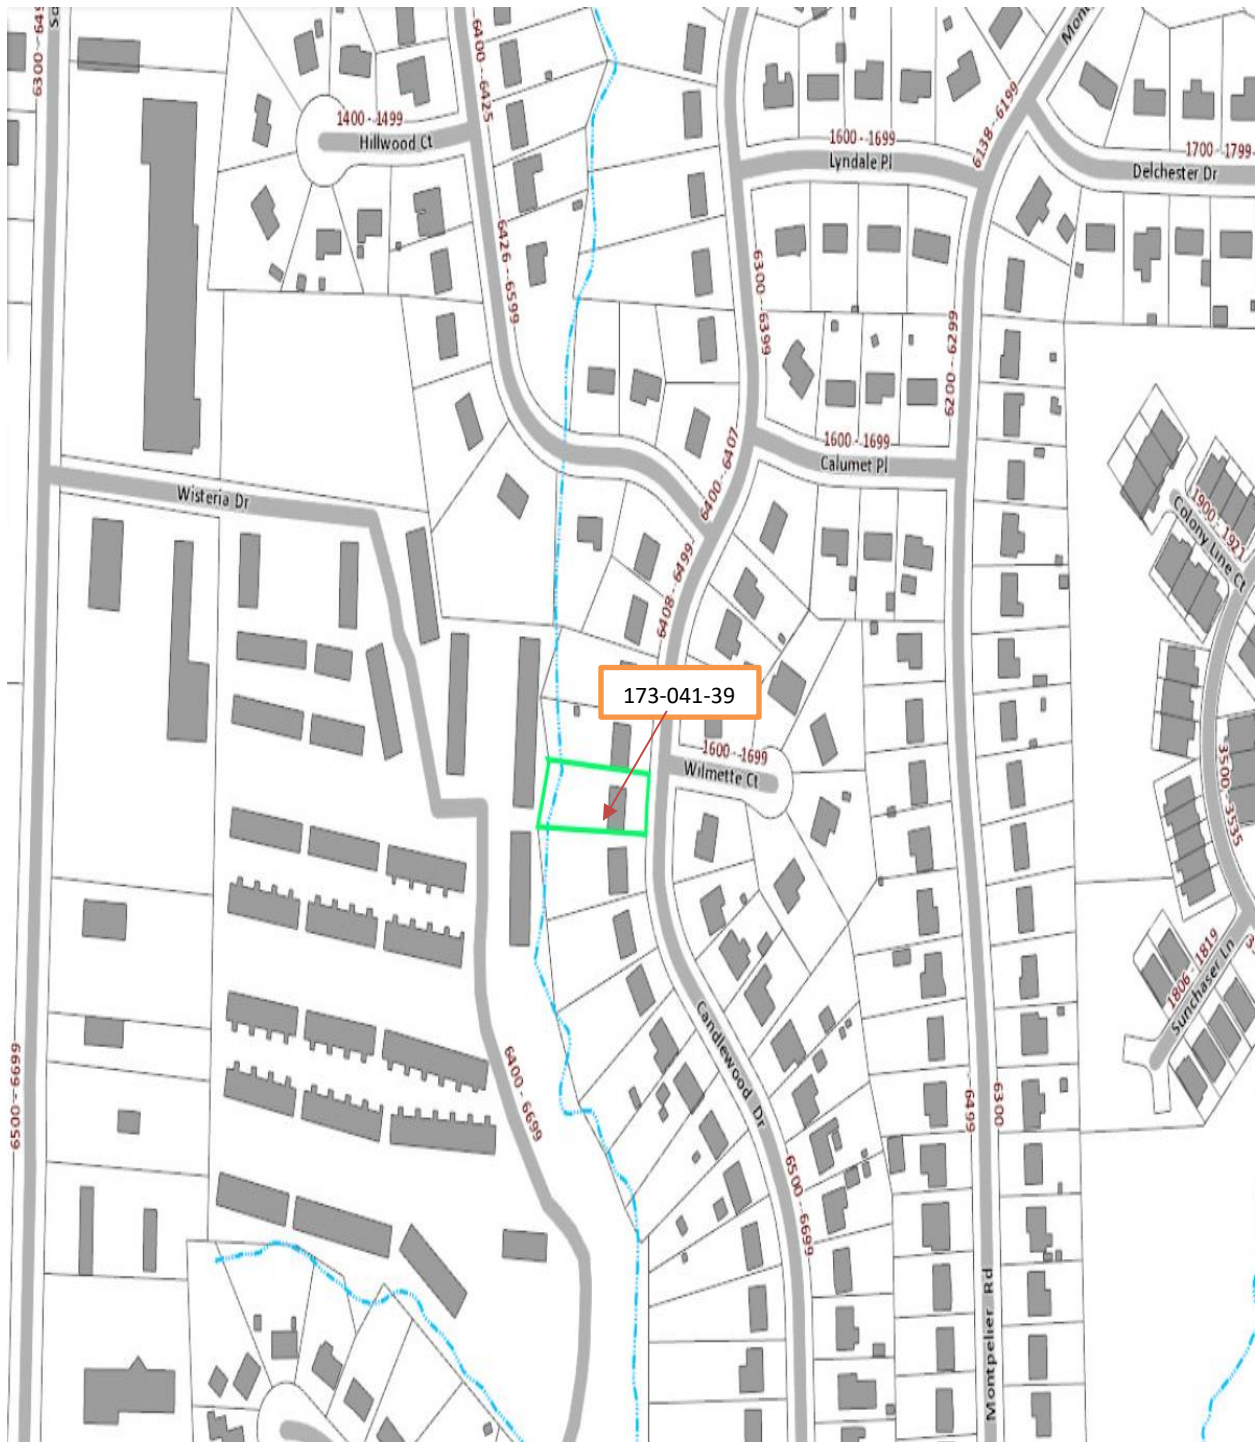 6300 - 649
Sa
6400 - 6425
Mont
1400 - 1499
Hillwood Ct
1600 - 1699
Lyndale Pl
6138 - 6199
1700 - 1799
Delchester Dr
6426 - 6599
6300 - 6399
6200 - 6299
1600 - 1699
Calumet Pl
6400 - 6407
Wisteria Dr
1900 - 1921
Colony Line Ct
6408 - 6499
173-041-39
1600 - 1699
Wilmette Ct
3500 - 3535
1806 - 1819
Sunchaser Ln
Candlewood Dr
6500 - 6699
6400 - 6699
6499
6300
6500 - 6699
Montpelier Rd